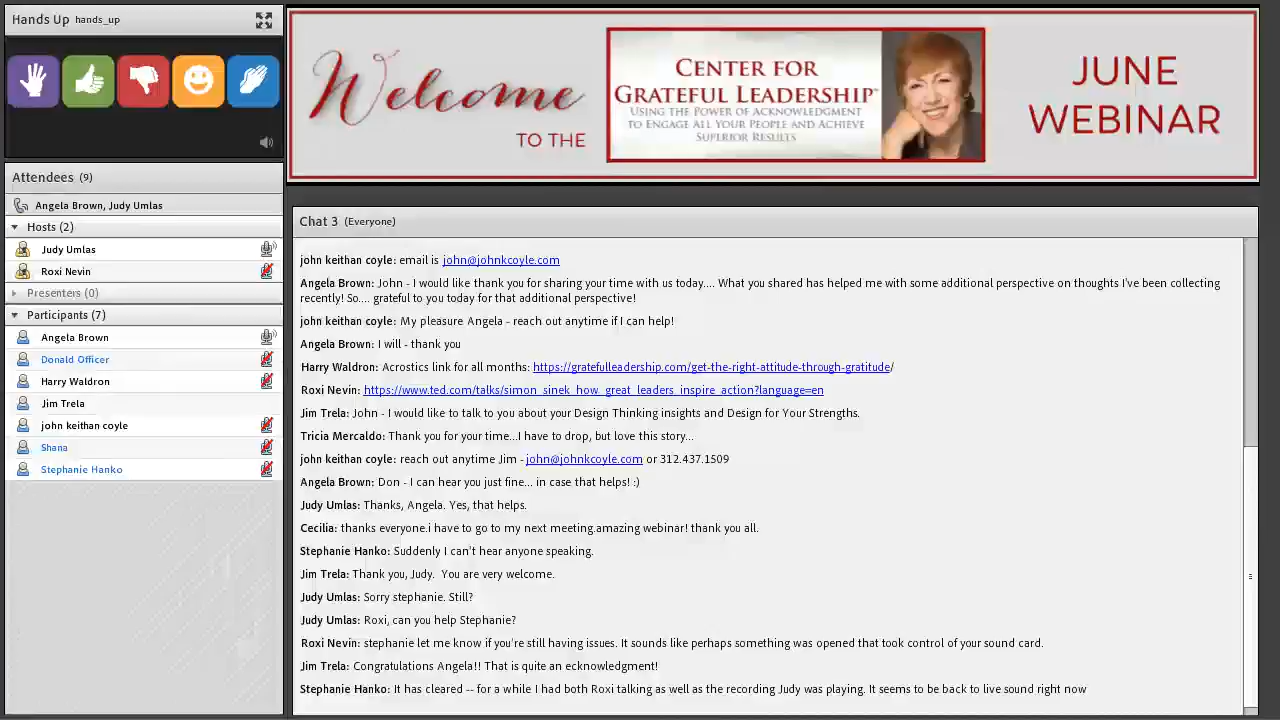 Hands Up hands_up
Attendees (9)
Angela Brown, Judy Umlas
Hosts (2)
Judy Umlas
Roxi Nevin
Presenters (0)
Participants (7)
Angela Brown
Donald Officer
Harry Waldron
Jim Trela
john keithan coyle
Shana
Stephanie Hanko
Welcome
TO THE
CENTER FOR
GRATEFUL LEADERSHIP™
USING THE POWER OF ACKNOWLEDGMENT
TO ENGAGE ALL YOUR PEOPLE AND ACHIEVE
SUPERIOR RESULTS
JUNE
WEBINAR
Chat 3 (Everyone)
john keithan coyle: email is john@johnkcoyle.com
Angela Brown: John - I would like thank you for sharing your time with us today.... What you shared has helped me with some additional perspective on thoughts I've been collecting
recently! So.... grateful to you today for that additional perspective!
john keithan coyle: My pleasure Angela - reach out anytime if I can help!
Angela Brown: I will - thank you
Harry Waldron: Acrostics link for all months: https://gratefulleadership.com/get-the-right-attitude-through-gratitude/
Roxi Nevin: https://www.ted.com/talks/simon_sinek_how_great_leaders_inspire_action?language=en
Jim Trela: John - I would like to talk to you about your Design Thinking insights and Design for Your Strengths.
Tricia Mercaldo: Thank you for your time...I have to drop, but love this story...
john keithan coyle: reach out anytime Jim - john@johnkcoyle.com or 312.437.1509
Angela Brown: Don - I can hear you just fine... in case that helps! :)
Judy Umlas: Thanks, Angela. Yes, that helps.
Cecilia: thanks everyone.i have to go to my next meeting.amazing webinar! thank you all.
Stephanie Hanko: Suddenly I can't hear anyone speaking.
Jim Trela: Thank you, Judy.  You are very welcome.
Judy Umlas: Sorry stephanie. Still?
Judy Umlas: Roxi, can you help Stephanie?
Roxi Nevin: stephanie let me know if you're still having issues. It sounds like perhaps something was opened that took control of your sound card.
Jim Trela: Congratulations Angela!! That is quite an ecknowledgment!
Stephanie Hanko: It has cleared -- for a while I had both Roxi talking as well as the recording Judy was playing. It seems to be back to live sound right now